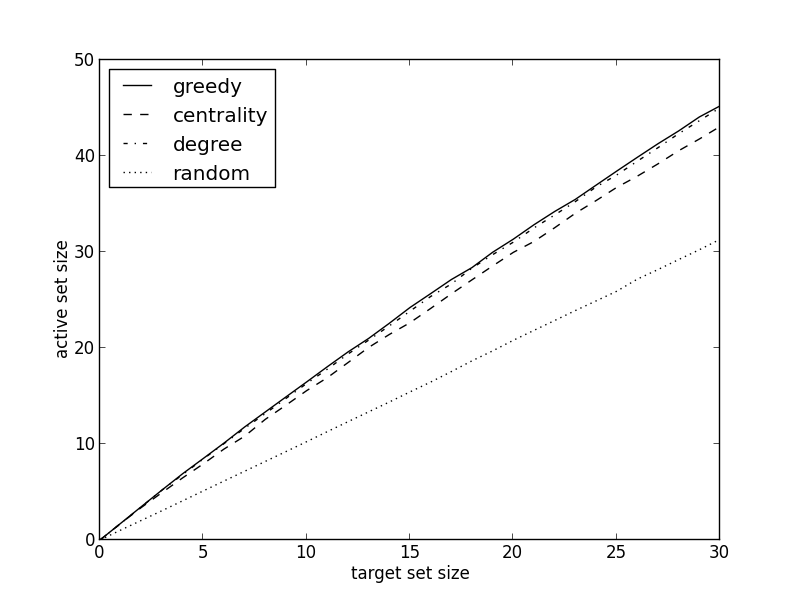 50
40
30
20
10
0
active set size
greedy
centrality
degree
random
0 5 10 15 20 25 30
target set size